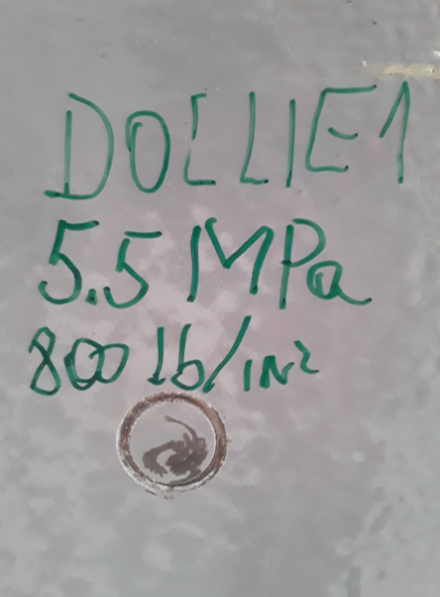 DOLLIE 1
5.5 MPa
800 lb/IN²